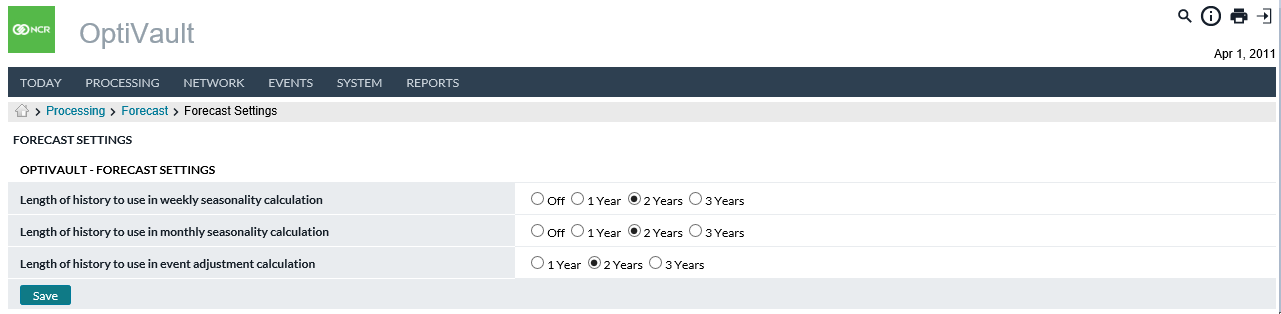 NCR
OptiVault
Apr 1, 2011
TODAY PROCESSING NETWORK EVENTS SYSTEM REPORTS
Processing > Forecast > Forecast Settings
FORECAST SETTINGS
OPTIVAULT - FORECAST SETTINGS
Length of history to use in weekly seasonality calculation Off 1 Year 2 Years 3 Years
Length of history to use in monthly seasonality calculation Off 1 Year 2 Years 3 Years
Length of history to use in event adjustment calculation 1 Year 2 Years 3 Years
Save